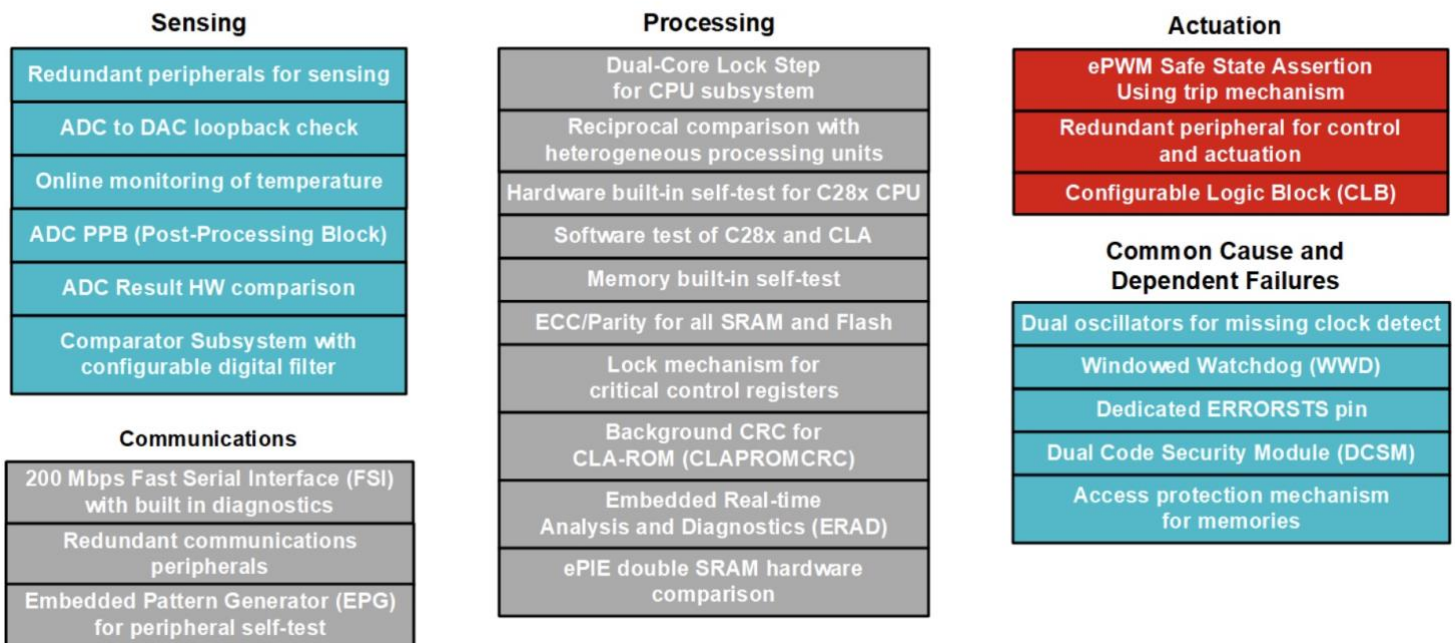 Sensing
Redundant peripherals for sensing
ADC to DAC loopback check
Online monitoring of temperature
ADC PPB (Post-Processing Block)
ADC Result HW comparison
Comparator Subsystem with
configurable digital filter
Communications
200 Mbps Fast Serial Interface (FSI)
with built in diagnostics
Redundant communications
peripherals
Embedded Pattern Generator (EPG)
for peripheral self-test
Processing
Dual-Core Lock Step
for CPU subsystem
Reciprocal comparison with
heterogeneous processing units
Hardware built-in self-test for C28x CPU
Software test of C28x and CLA
Memory built-in self-test
ECC/Parity for all SRAM and Flash
Lock mechanism for
critical control registers
Background CRC for
CLA-ROM (CLAPROMCRC)
Embedded Real-time
Analysis and Diagnostics (ERAD)
ePIE double SRAM hardware
comparison
Actuation
ePWM Safe State Assertion
Using trip mechanism
Redundant peripheral for control
and actuation
Configurable Logic Block (CLB)
Common Cause and
Dependent Failures
Dual oscillators for missing clock detect
Windowed Watchdog (WWD)
Dedicated ERRORSTS pin
Dual Code Security Module (DCSM)
Access protection mechanism
for memories